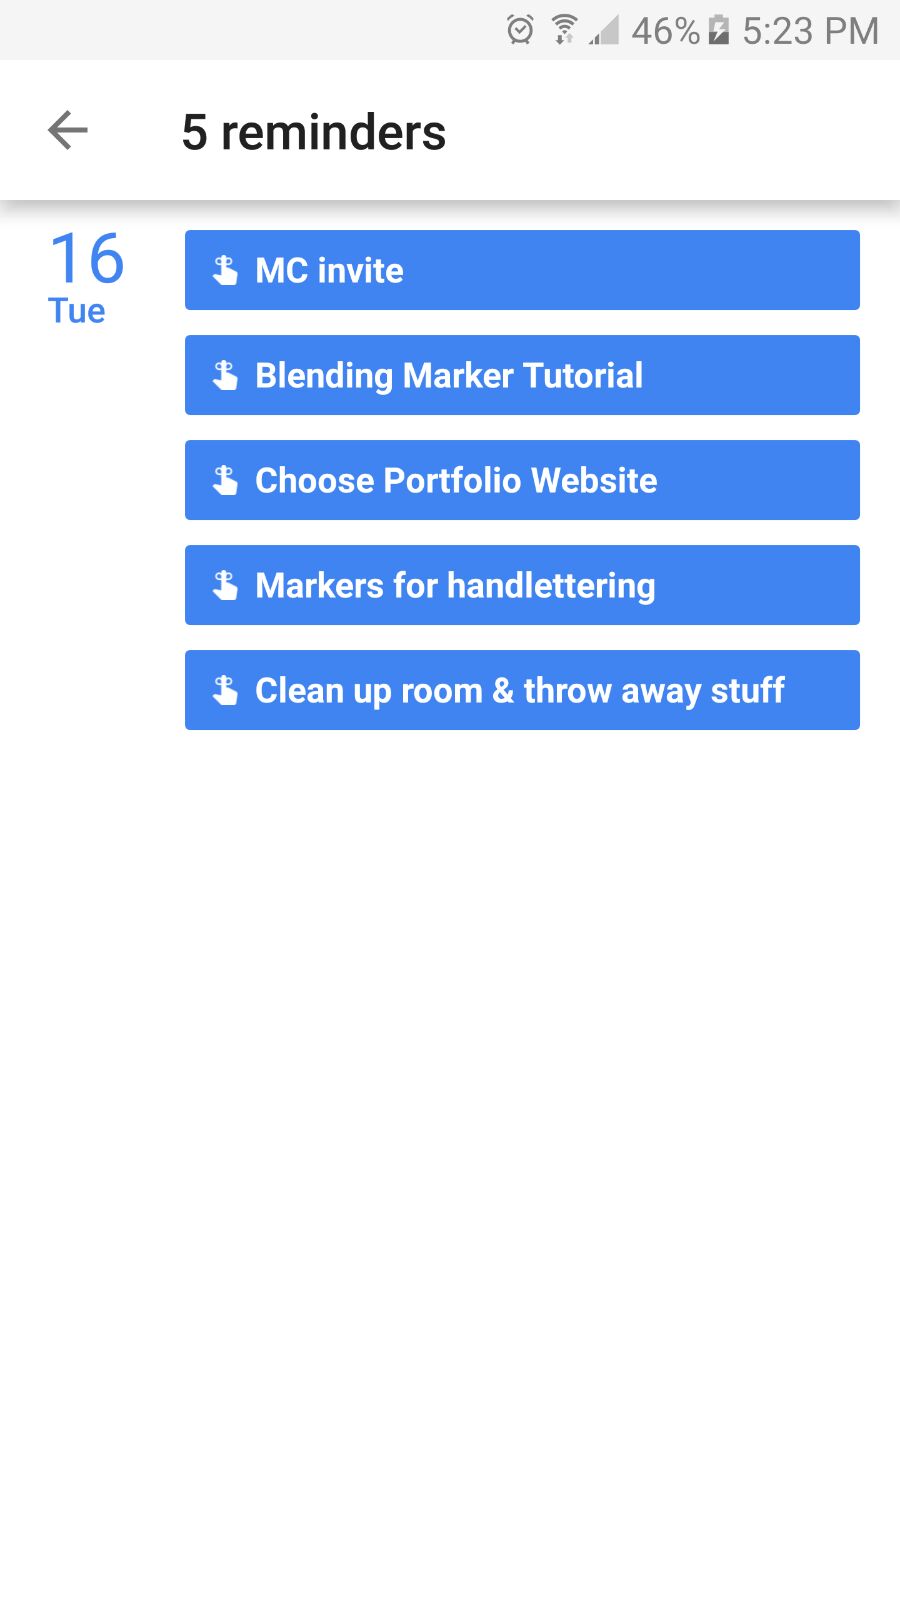 46% 5:23 PM
5 reminders
16
Tue
MC invite
Blending Marker Tutorial
Choose Portfolio Website
Markers for handlettering
Clean up room & throw away stuff